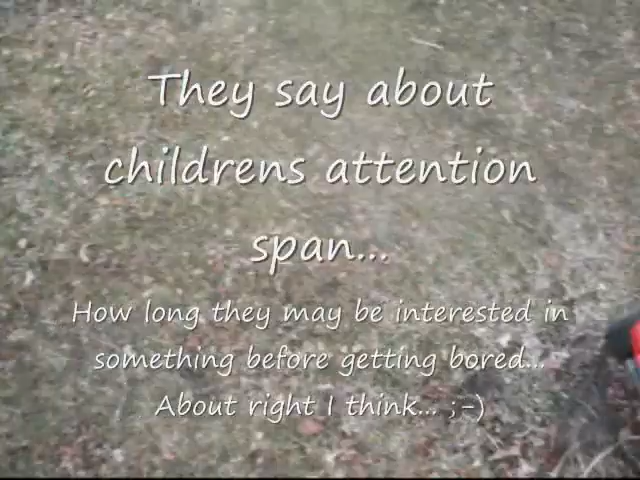 They say about
childrens attention
span...
How long they may be interested in
something before getting bored...
About right I think... ;-)